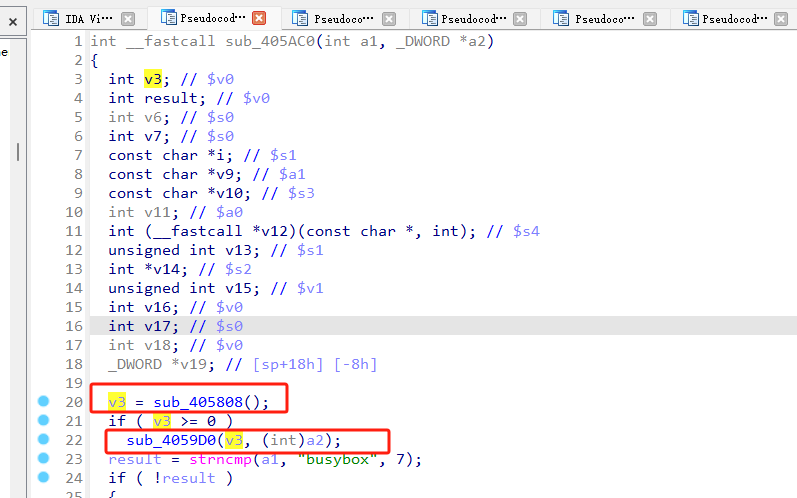 IDA Vi···
Pseudocod···
Pseudoco···
Pseudocod···
Pseudoco···
Pseudocod···
ne
1 int __fastcall sub_405AC0(int a1, _DWORD *a2)
2 {
3 int v3; // $v0
4 int result; // $v0
5 int v6; // $s0
6 int v7; // $s0
7 const char *i; // $s1
8 const char *v9; // $a1
9 const char *v10; // $s3
10 int v11; // $a0
11 int (__fastcall *v12)(const char *, int); // $s4
12 unsigned int v13; // $s1
13 int *v14; // $s2
14 unsigned int v15; // $v1
15 int v16; // $v0
16 int v17; // $s0
17 int v18; // $v0
18 _DWORD *v19; // [sp+18h] [-8h]
19
20 v3 = sub_405808();
21 if ( v3 >= 0 )
22 sub_4059D0(v3, (int)a2);
23 result = strncmp(a1, "busybox", 7);
24 if ( !result )
25 {